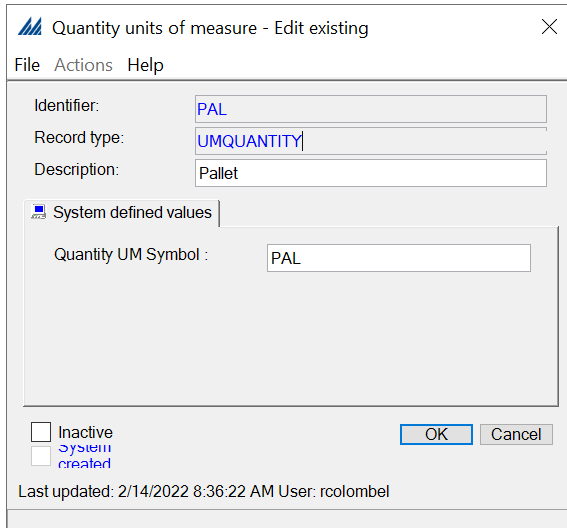 Quantity units of measure - Edit existing
File Actions Help
Identifier: PAL
Record type: UMQUANTITY
Description: Pallet
System defined values
Quantity UM Symbol : PAL
Inactive
System
created
OK Cancel
Last updated: 2/14/2022 8:36:22 AM User: rcolombel